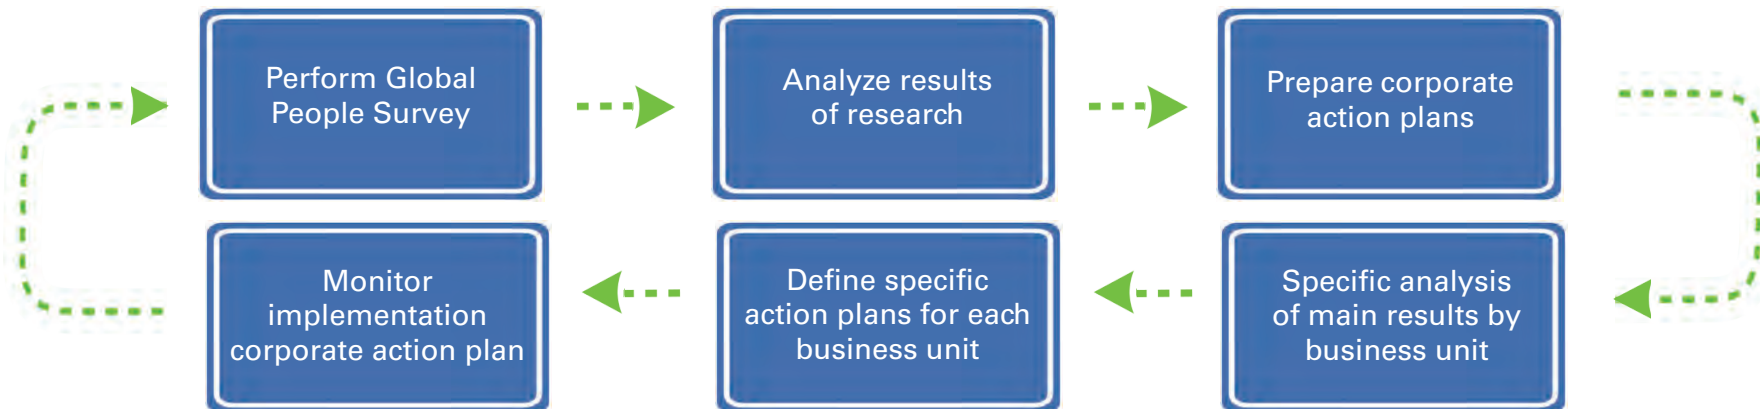 Perform Global
People Survey
Analyze results
of research
Prepare corporate
action plans
Monitor
implementation
corporate action plan
Define specific
action plans for each
business unit
Specific analysis
of main results by
business unit